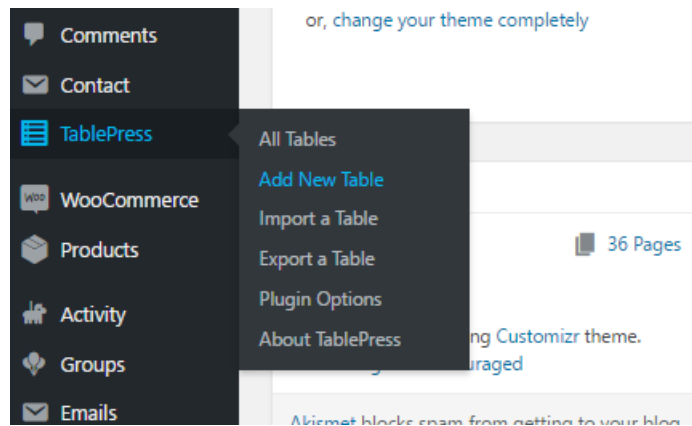 Comments
Contact
TablePress
WooCommerce
Products
Activity
Groups
Emails
All Tables
Add New Table
Import a Table
Export a Table
Plugin Options
About TablePress
or, change your theme completely
36 Pages
Customizr theme.
Akismet blocks spam from getting to your blog